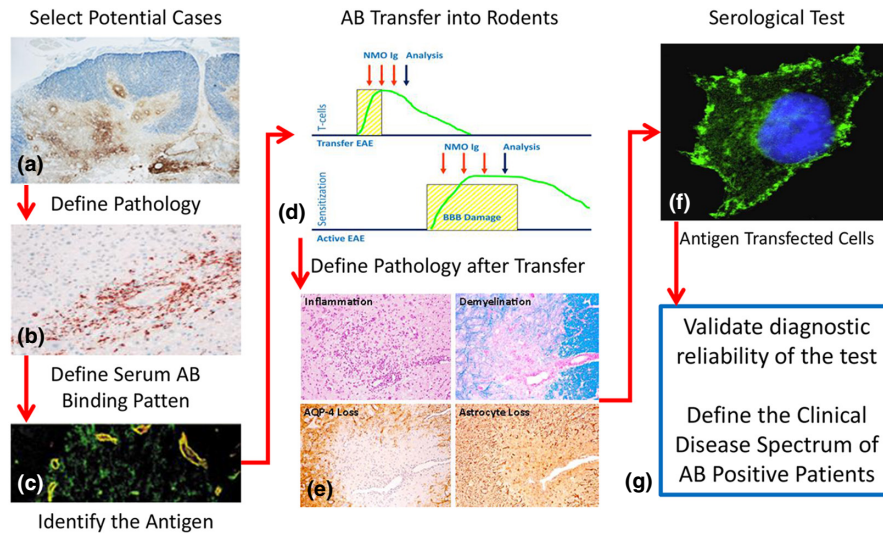 Select Potential Cases
(a)
Define Pathology
(b)
Define Serum AB
Binding Patten
(c)
Identify the Antigen
AB Transfer into Rodents
NMO Ig Analysis
T-cells
Transfer EAE
(d)
NMO Ig Analysis
Sensitization
BBB Damage
Active EAE
Define Pathology after Transfer
Inflammation
Demyelination
AQP-4 Loss
Astrocyte Loss
(e)
Serological Test
(f)
Antigen Transfected Cells
Validate diagnostic
reliability of the test
Define the Clinical
Disease Spectrum of
AB Positive Patients
(g)